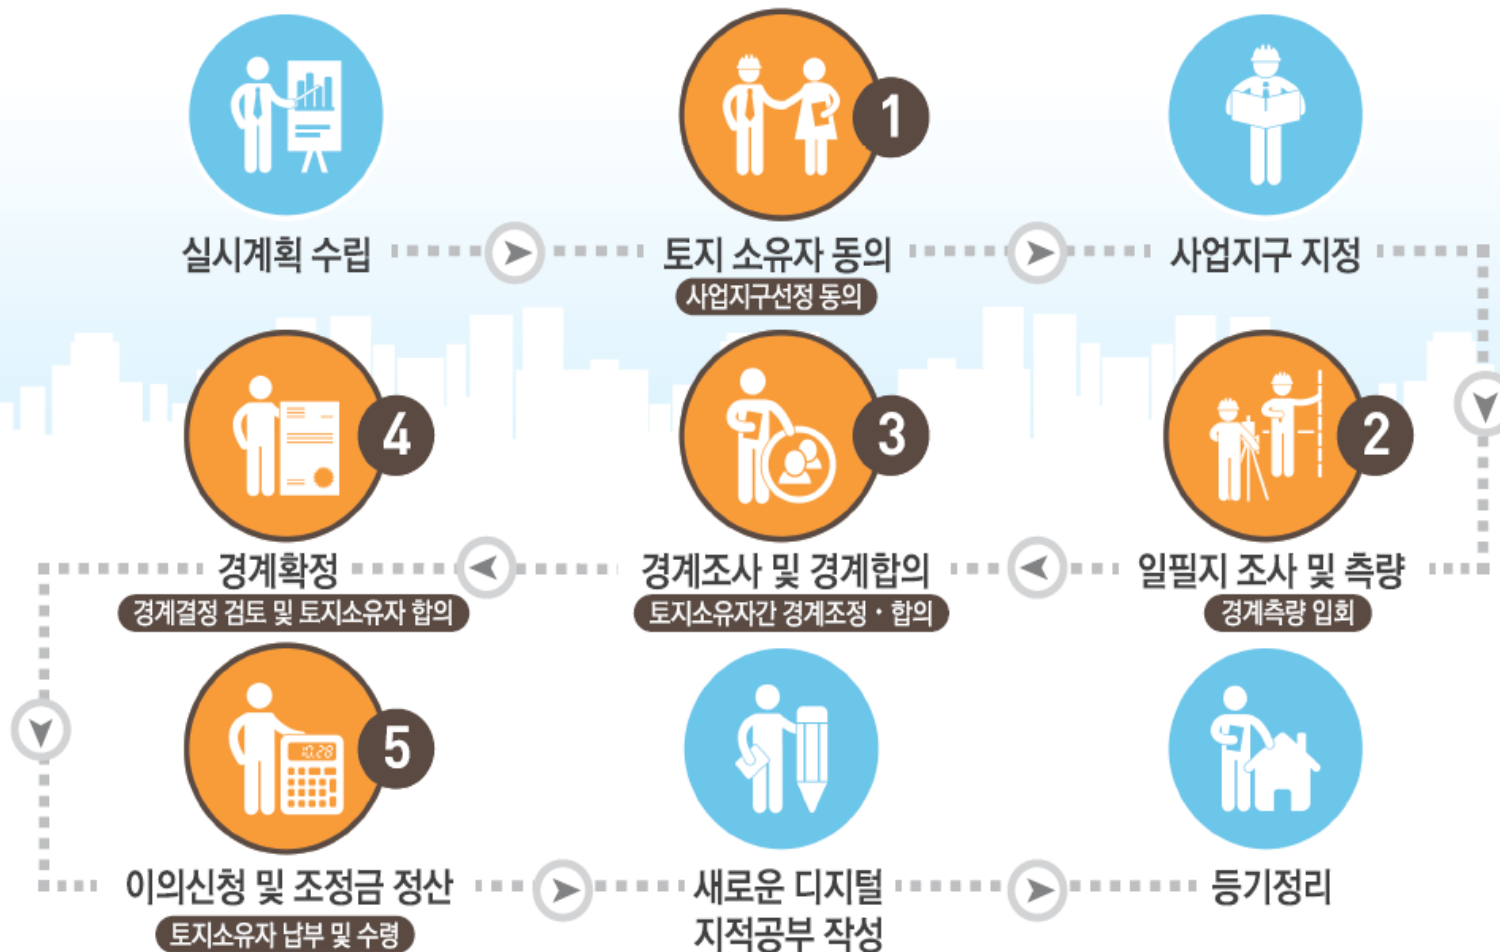 실시계획 수립
1
토지 소유자 동의
사업지구선정 동의
사업지구 지정
2
일필지 조사 및 측량
경계측량 입회
3
경계조사 및 경계합의
토지소유자간 경계조정·합의
4
경계확정
경계결정 검토 및 토지소유자 합의
10.28
5
이의신청 및 조정금 정산
토지소유자 납부 및 수령
새로운 디지털
지적공부 작성
등기정리